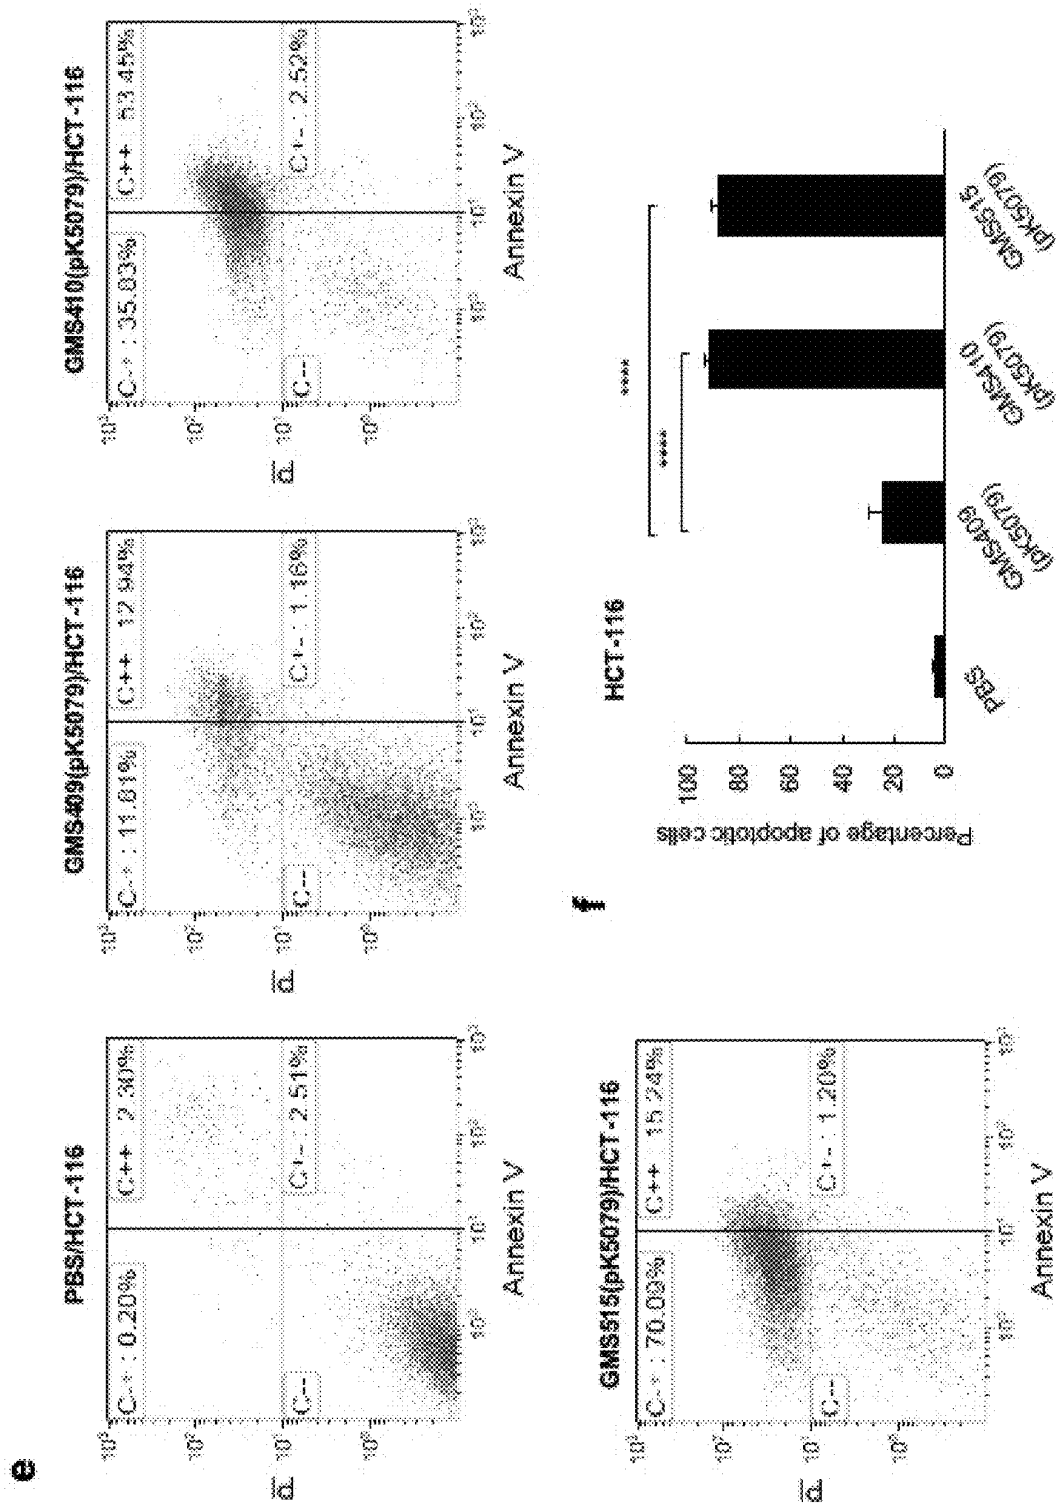 e
PBS/HCT-116
C-+ : 0.20%
C++ : 2.30%
C--
C+- : 2.51%
PI
Annexin V
GMS409(pK5079)/HCT-116
C-+ : 11.81%
C++ : 12.94%
C--
C+- : 1.18%
PI
Annexin V
GMS410(pK5079)/HCT-116
C-+ : 35.83%
C++ : 53.45%
C--
C+- : 2.52%
PI
Annexin V
GMS515(pK5079)/HCT-116
C-+ : 70.09%
C++ : 15.24%
C--
C+- : 1.20%
PI
Annexin V
f
HCT-116
Percentage of apoptotic cells
100
80
60
40
20
0
****
****
PBS
GMS409
(pK5079)
GMS410
(pK5079)
GMS515
(pK5079)